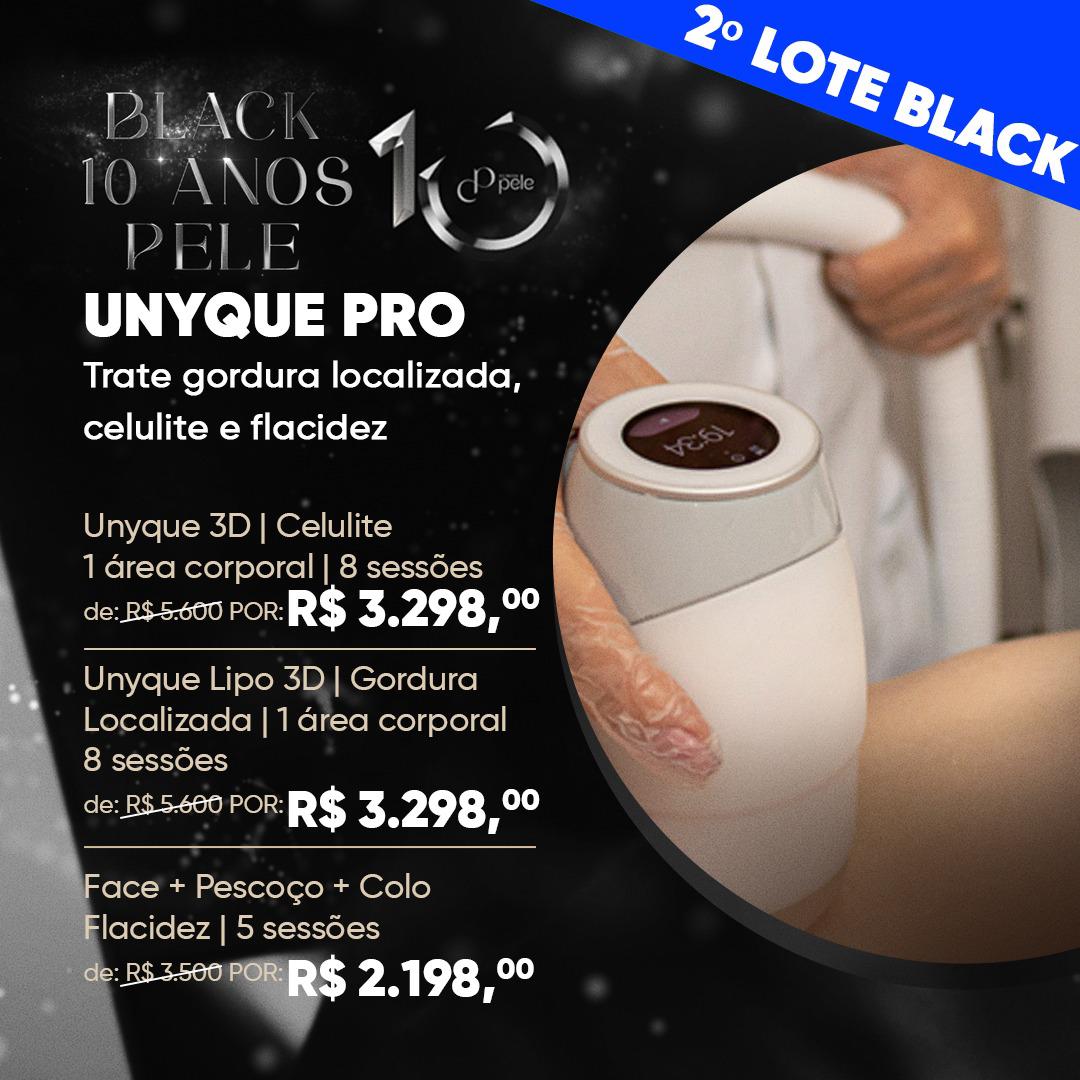 2º LOTE BLACK
BLACK
10 ANOS
PELE
10
pele
UNYQUE PRO
Trate gordura localizada,
celulite e flacidez
19:34
Unyque 3D | Celulite
1 área corporal | 8 sessões
de: R$ 5.600 POR: R$ 3.298,00
Unyque Lipo 3D | Gordura
Localizada | 1 área corporal
8 sessões
de: R$ 5.600 POR: R$ 3.298,00
Face + Pescoço + Colo
Flacidez | 5 sessões
de: R$ 3.500 POR: R$ 2.198,00